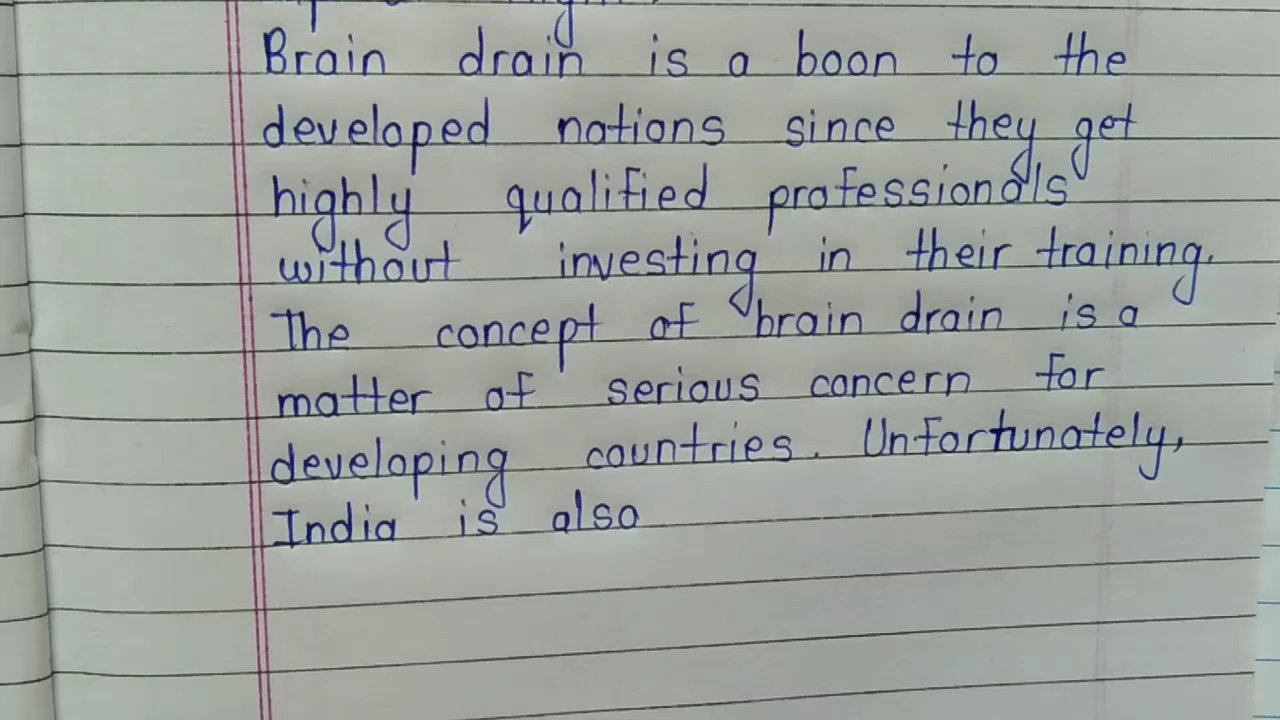 Brain drain is a boon to the
developed nations since they get
highly qualified professionals
without investing in their training.
The concept of brain drain is a
matter of serious concern for
developing countries. Unfortunately,
India is also